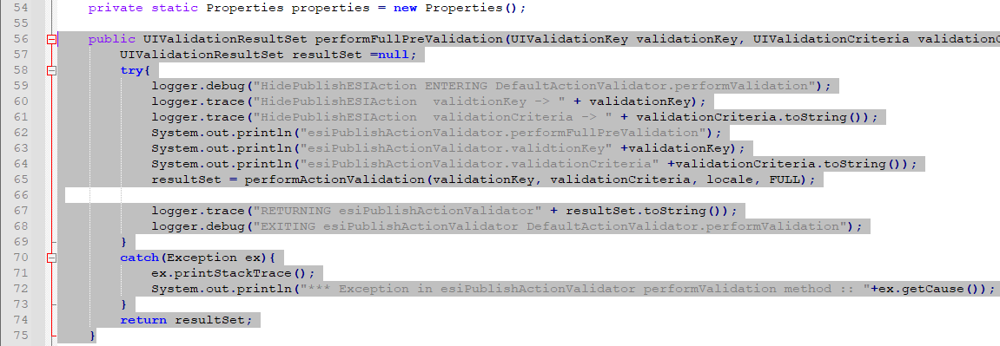 54 private static Properties properties = new Properties();
55
56 public UIValidationResultSet performFullPreValidation(UIValidationKey validationKey, UIValidationCriteria validationC
57 UIValidationResultSet resultSet =null;
58 try{
59 logger.debug("HidePublishESIAction ENTERING DefaultActionValidator.performValidation");
60 logger.trace("HidePublishESIAction  validtionKey -> " + validationKey);
61 logger.trace("HidePublishESIAction  validationCriteria -> " + validationCriteria.toString());
62 System.out.println("esiPublishActionValidator.performFullPreValidation");
63 System.out.println("esiPublishActionValidator.validtionKey" +validationKey);
64 System.out.println("esiPublishActionValidator.validationCriteria" +validationCriteria.toString());
65 resultSet = performActionValidation(validationKey, validationCriteria, locale, FULL);
66
67 logger.trace("RETURNING esiPublishActionValidator" + resultSet.toString());
68 logger.debug("EXITING esiPublishActionValidator DefaultActionValidator.performValidation");
69 }
70 catch(Exception ex){
71 ex.printStackTrace();
72 System.out.println("*** Exception in esiPublishActionValidator performValidation method :: "+ex.getCause());
73 }
74 return resultSet;
75 }